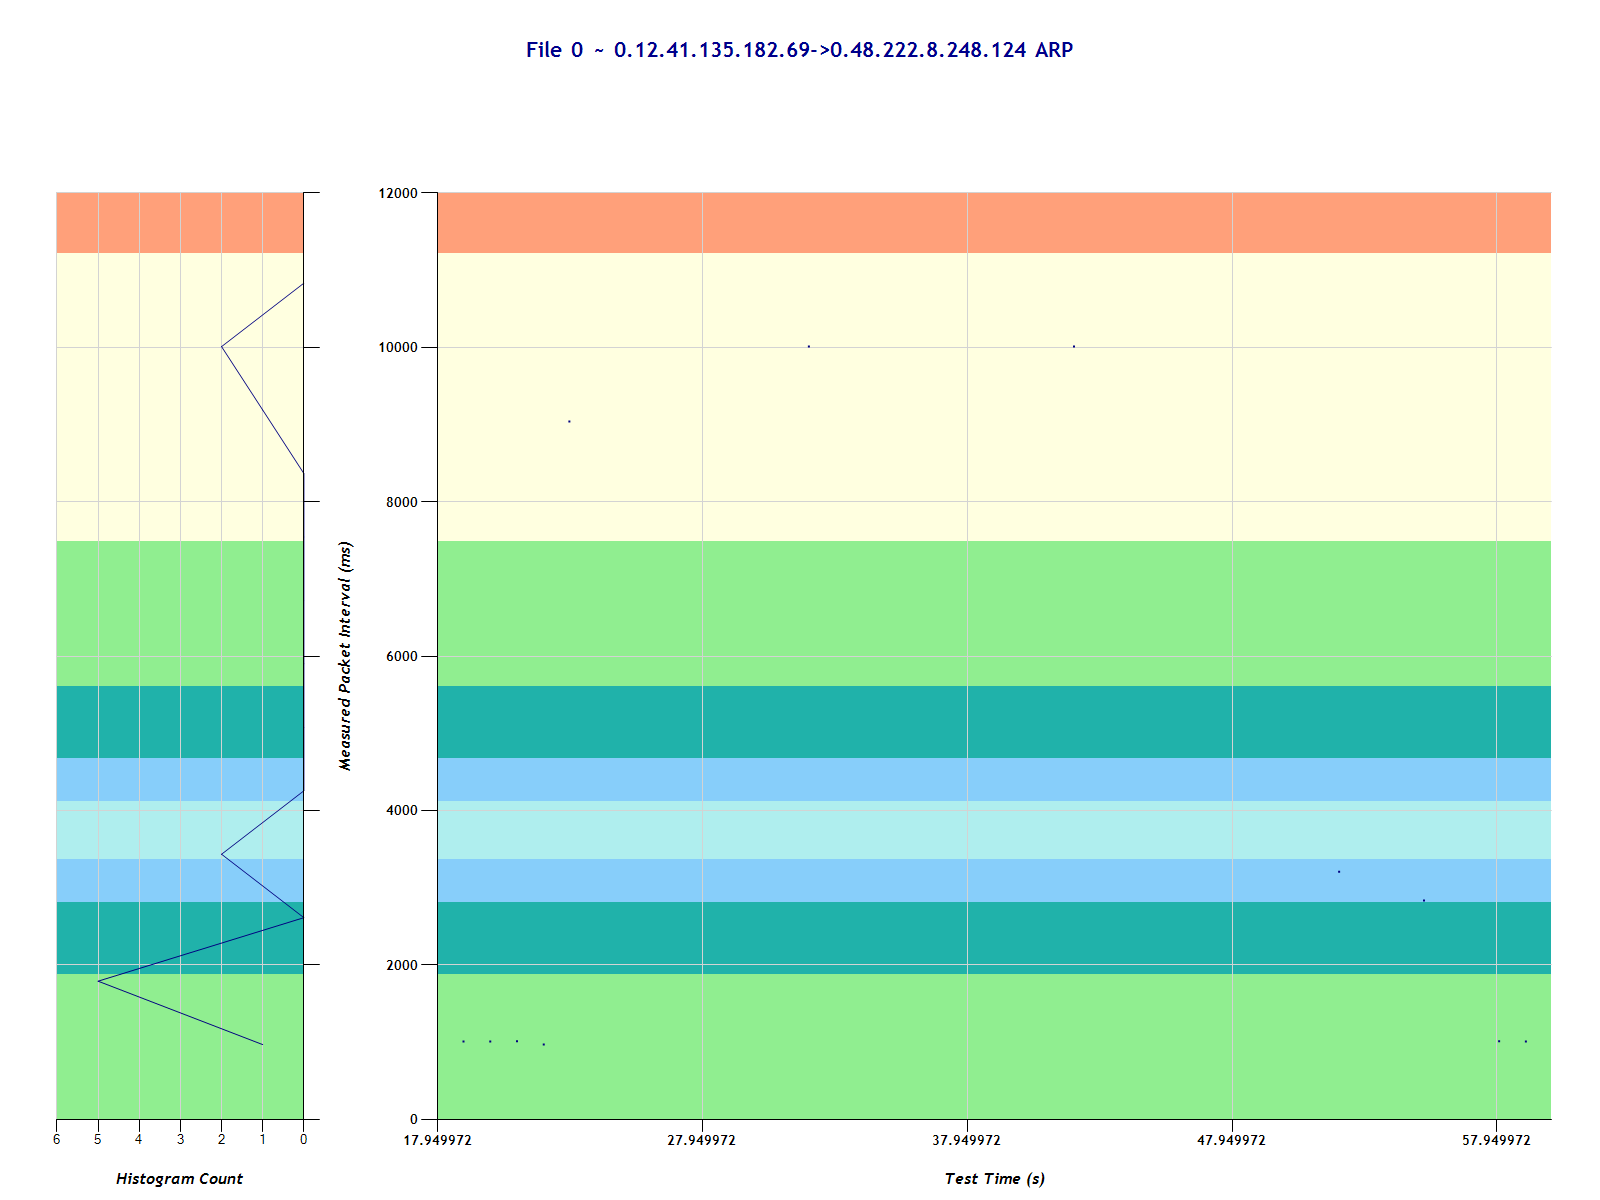 File 0 ~ 0.12.41.135.182.69->0.48.222.8.248.124 ARP
12000
10000
8000
6000
4000
2000
0
Measured Packet Interval (ms)
6 5 4 3 2 1 0
17.949972 27.949972 37.949972 47.949972 57.949972
Histogram Count
Test Time (s)